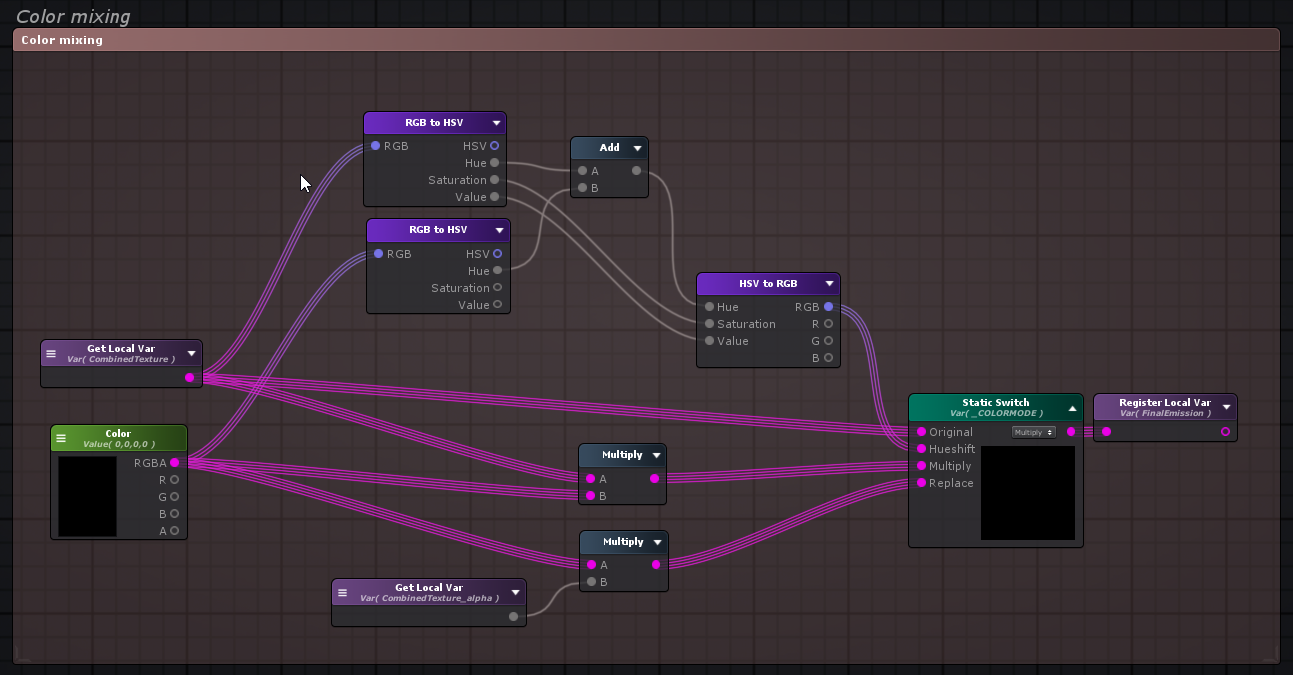 Color mixing
Color mixing
RGB to HSV
RGB HSV
Hue
Saturation
Value
Add
A
B
RGB to HSV
RGB HSV
Hue
Saturation
Value
HSV to RGB
Hue RGB
Saturation R
Value G
B
Get Local Var
Var( CombinedTexture )
Color
Value( 0,0,0,0 )
RGBA
R
G
B
A
Multiply
A
B
Multiply
A
B
Get Local Var
Var( CombinedTexture_alpha )
Static Switch
Var( _COLORMODE )
Original Multiply
Hueshift
Multiply
Replace
Register Local Var
Var( FinalEmission )